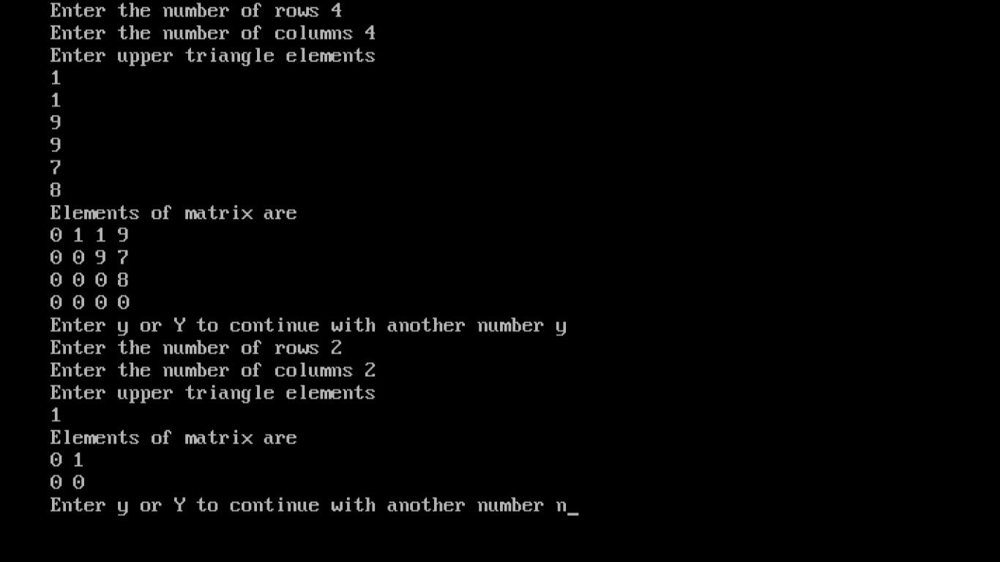 Enter the number of rows 4
Enter the number of columns 4
Enter upper triangle elements
1
1
9
9
7
8
Elements of matrix are
0 1 1 9
0 0 9 7
0 0 0 8
0 0 0 0
Enter y or Y to continue with another number y
Enter the number of rows 2
Enter the number of columns 2
Enter upper triangle elements
1
Elements of matrix are
0 1
0 0
Enter y or Y to continue with another number n_